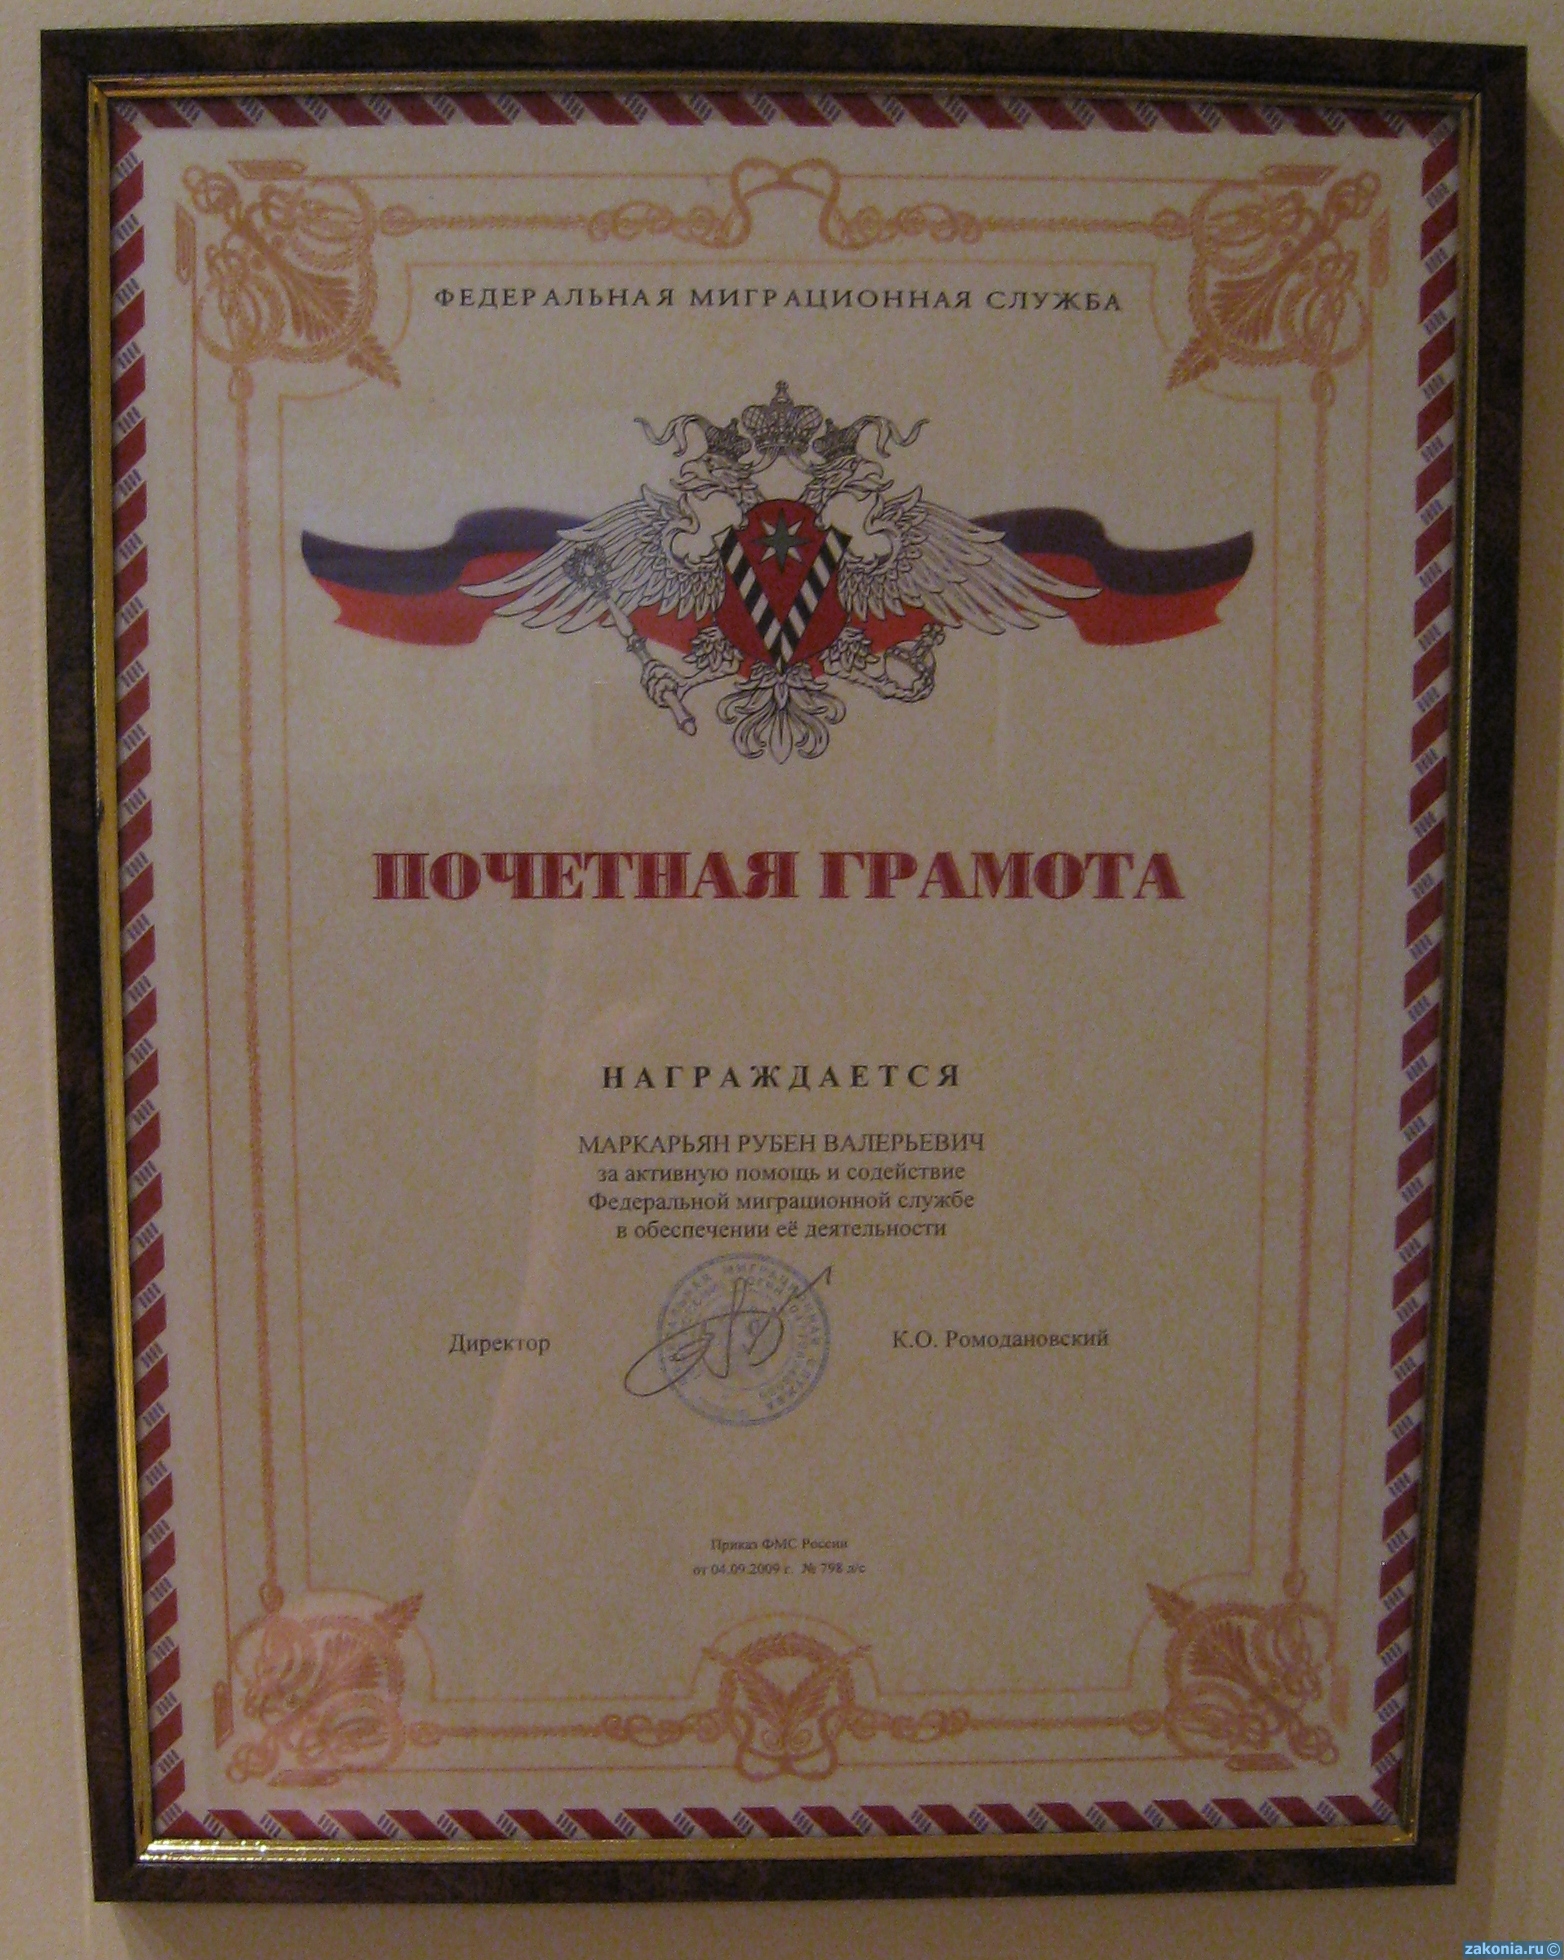 ФЕДЕРАЛЬНАЯ МИГРАЦИОННАЯ СЛУЖБА
ПОЧЕТНАЯ ГРАМОТА
НАГРАЖДАЕТСЯ
МАРКАРЬЯН РУБЕН ВАЛЕРЬЕВИЧ
за активную помощь и содействие
Федеральной миграционной службе
в обеспечении её деятельности
Директор К.О. Ромодановский
Приказ ФМС России
от 04.09.2009 г. № 798 л/с
zakonia.ru ©